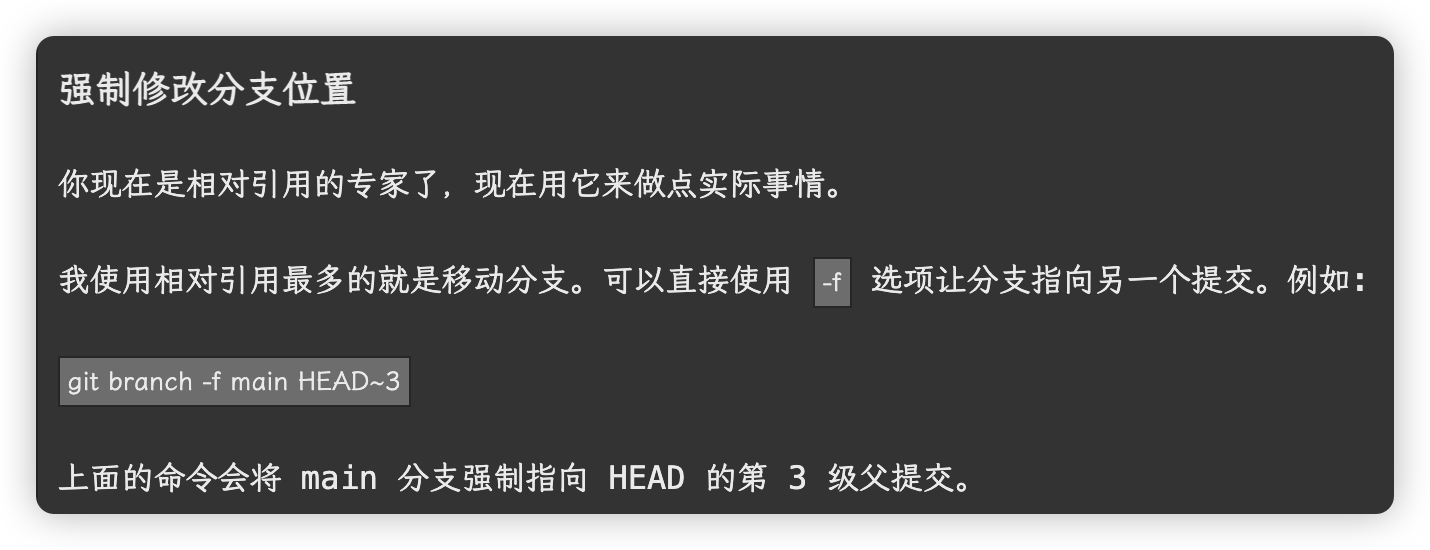 强制修改分支位置
你现在是相对引用的专家了，现在用它来做点实际事情。
我使用相对引用最多的就是移动分支。可以直接使用 -f 选项让分支指向另一个提交。例如:
git branch -f main HEAD~3
上面的命令会将 main 分支强制指向 HEAD 的第 3 级父提交。